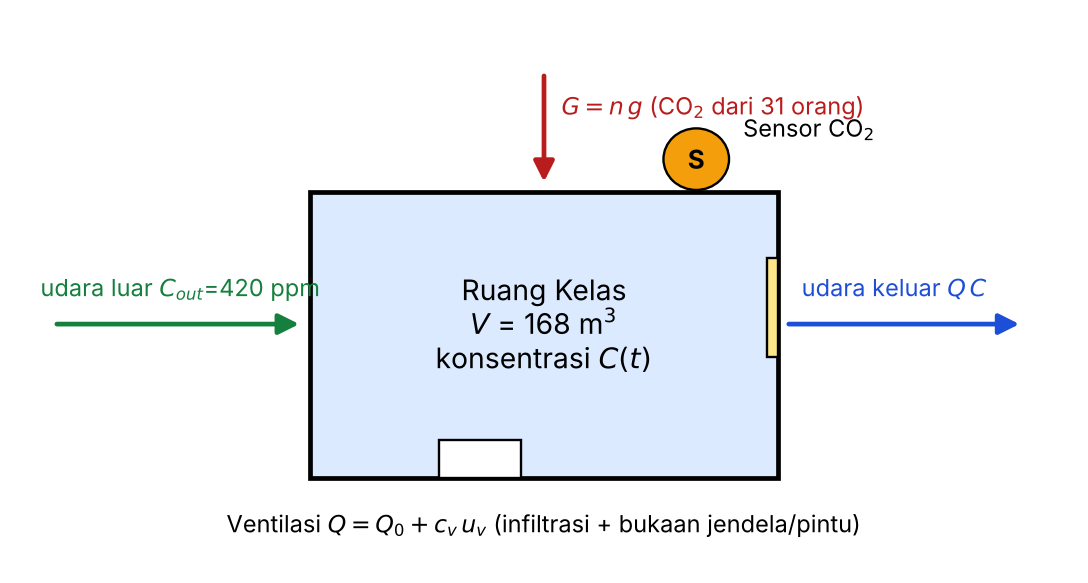 G = n g (CO₂ dari 31 orang)
Sensor CO₂
S
udara luar C_out=420 ppm
Ruang Kelas
V = 168 m³
konsentrasi C(t)
udara keluar Q C
Ventilasi Q = Q₀ + c_v u_v (infiltrasi + bukaan jendela/pintu)